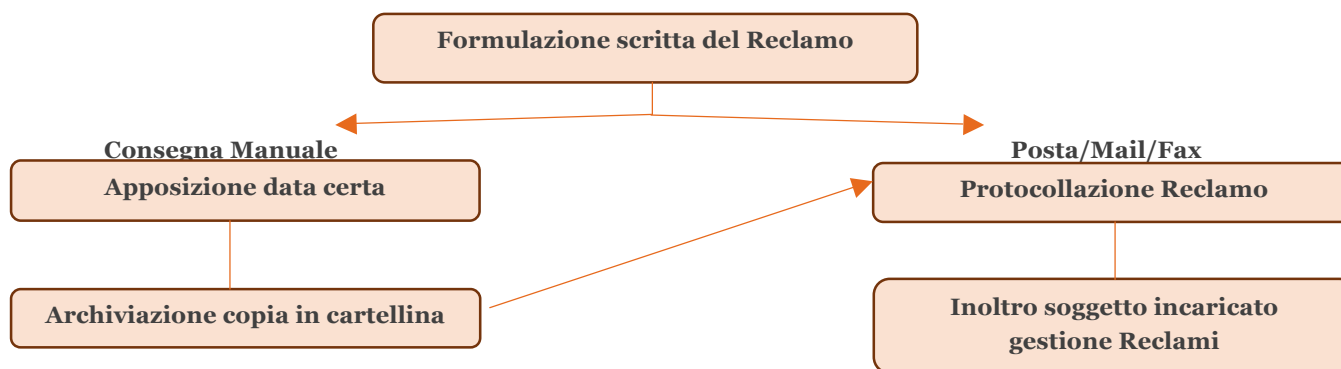 Formulazione scritta del Reclamo
Consegna Manuale
Posta/Mail/Fax
Apposizione data certa
Protocollazione Reclamo
Archiviazione copia in cartellina
Inoltro soggetto incaricato
gestione Reclami